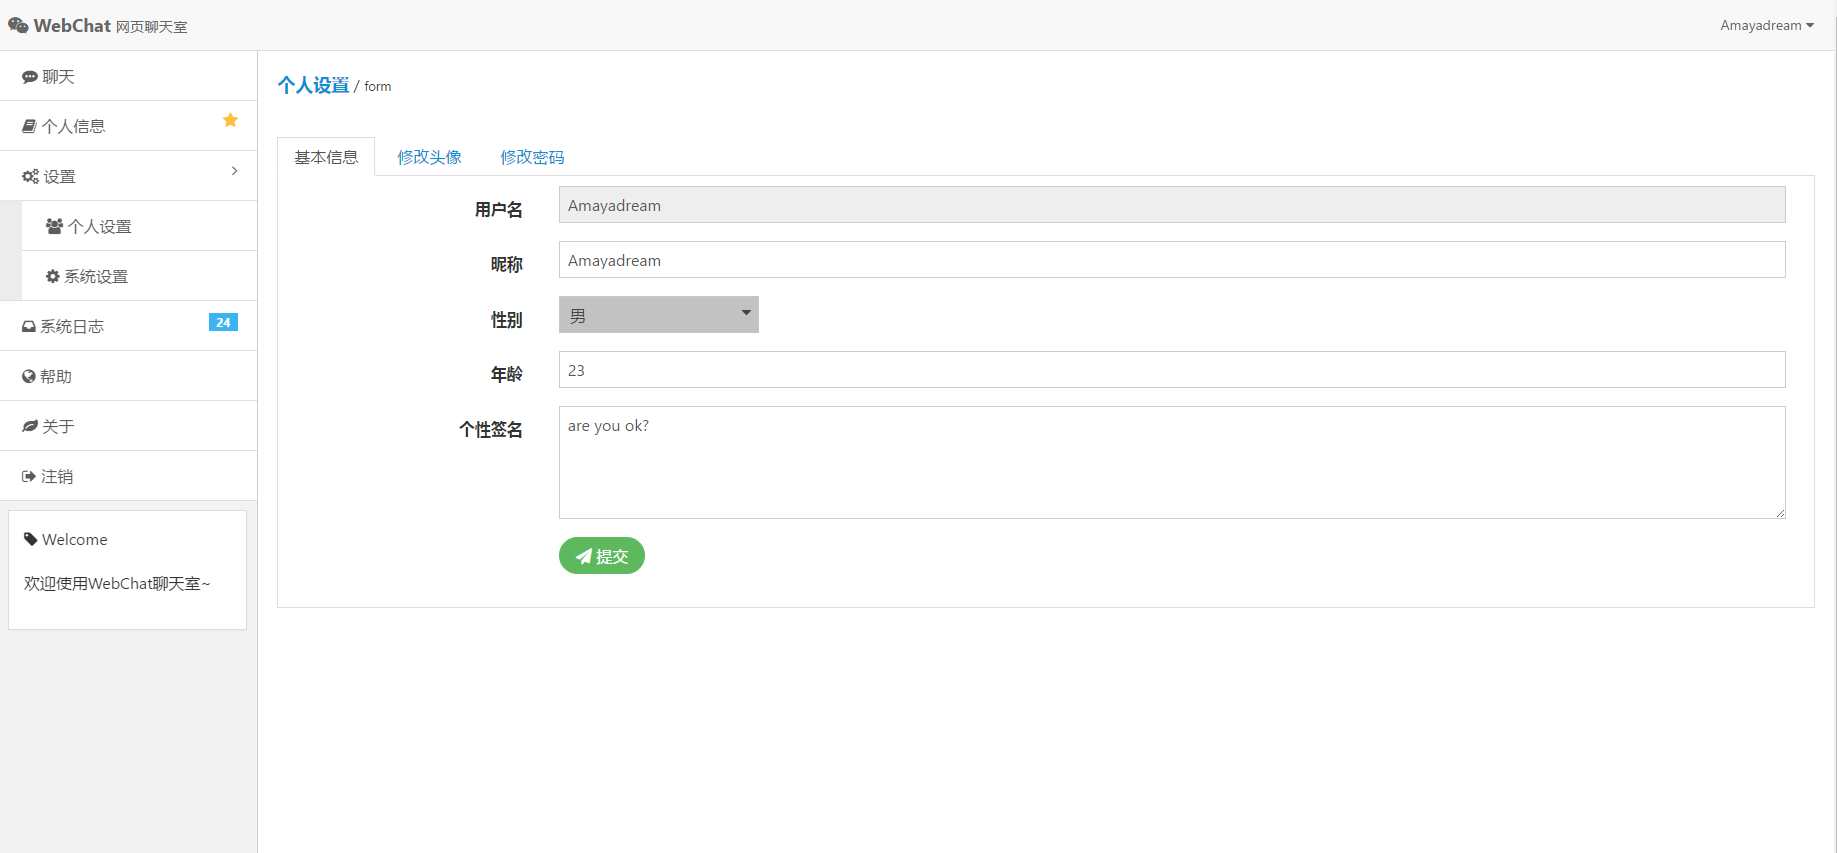 WebChat 网页聊天室
Amayadream
聊天
个人信息
设置
个人设置
系统设置
系统日志 24
帮助
关于
注销
Welcome
欢迎使用WebChat聊天室~
个人设置 / form
基本信息 修改头像 修改密码
用户名 Amayadream
昵称 Amayadream
性别 男
年龄 23
个性签名 are you ok?
提交